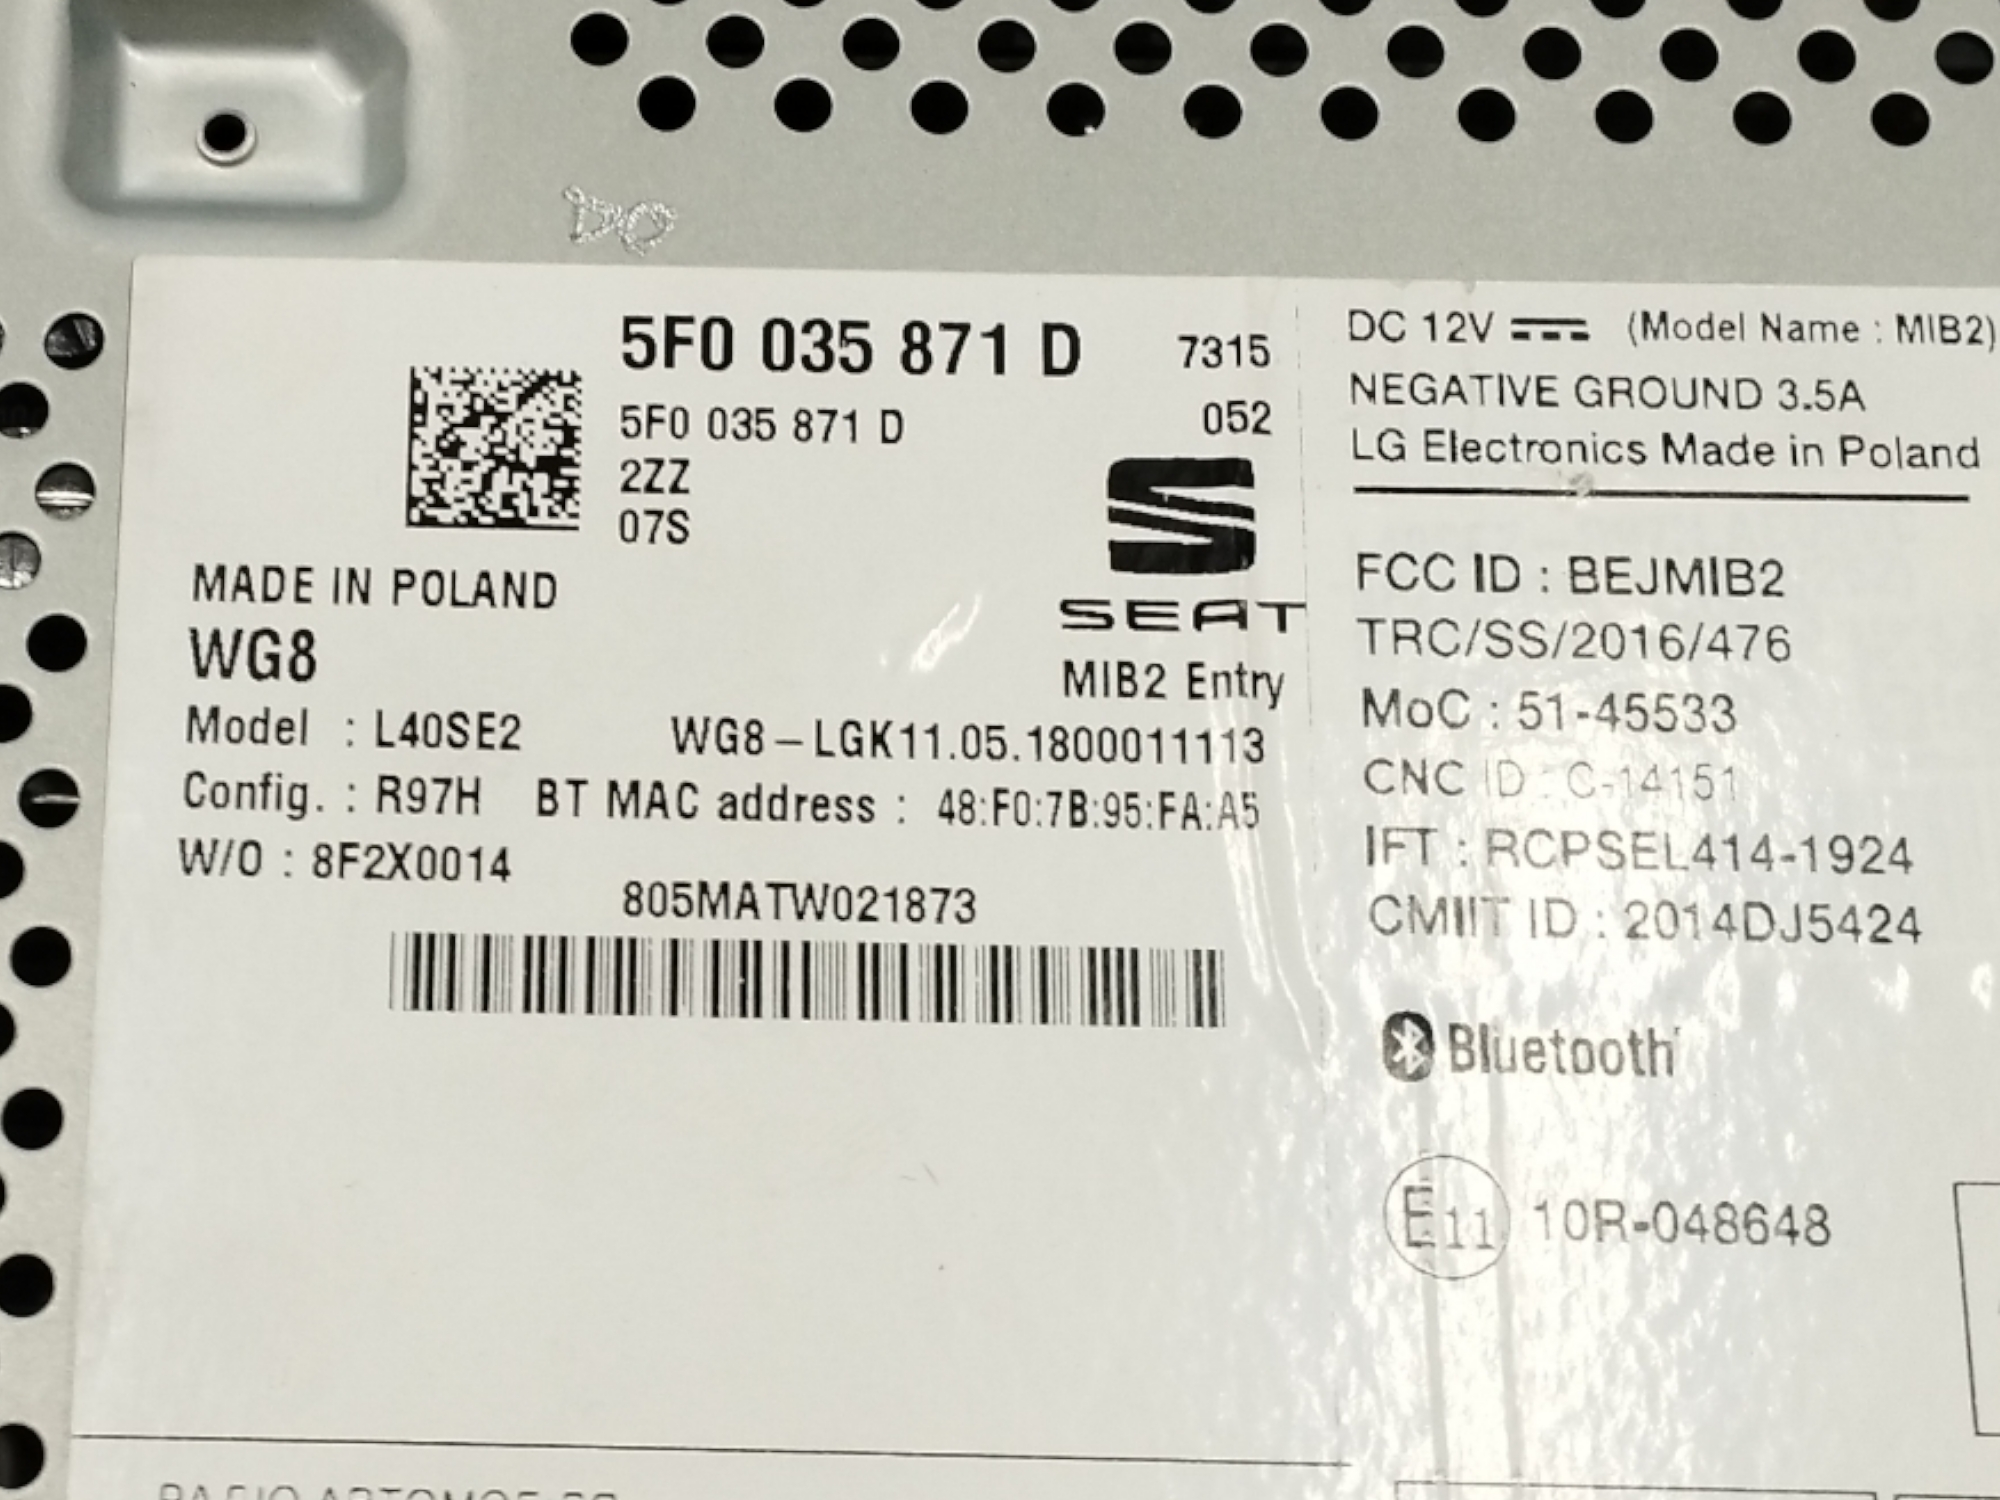 DO
5F0 035 871 D 7315
5F0 035 871 D 052
2ZZ
07S
SEAT
MIB2 Entry
MADE IN POLAND
WG8
Model : L40SE2 WG8-LGK11.05.1800011113
Config. : R97H BT MAC address : 48:F0:7B:95:FA:A5
W/O : 8F2X0014
805MATW021873
DC 12V (Model Name : MIB2)
NEGATIVE GROUND 3.5A
LG Electronics Made in Poland
FCC ID : BEJMIB2
TRC/SS/2016/476
MoC : 51-45533
CNC ID : C-14151
IFT : RCPSEL414-1924
CMIIT ID : 2014DJ5424
Bluetooth
E11 10R-048648